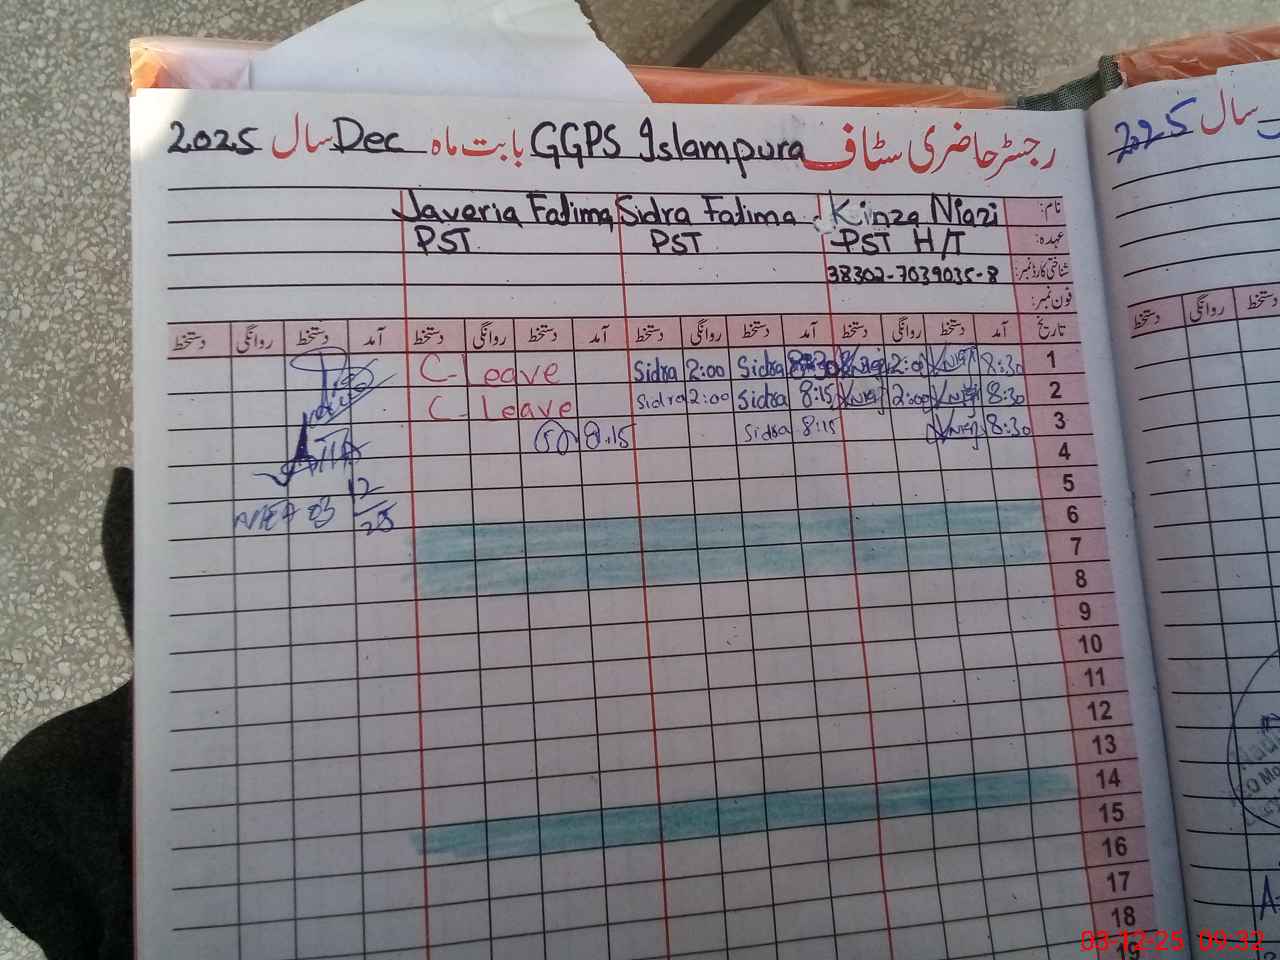 رجسٹر حاضری سٹاف GGPS Islampura بابت ماہ Dec سال 2025
نام: Kinza Niazi Sidra Fatima Javeria Fatima
عہدہ: PST H/T PST PST
شناختی کارڈ نمبر: 38302-7039035-8
فون نمبر:
تاریخ آمد دستخط روانگی دستخط آمد دستخط روانگی دستخط آمد دستخط روانگی دستخط آمد دستخط روانگی دستخط
1 8:30 2:00 Sidra 2:00 Sidra C-Leave
2 8:30 2:00 8:15 Sidra 2:00 Sidra C-Leave
3 8:30 8:15 Sidra 8:15
4
5
6
7
8
9
10
11
12
13
14
15
16
17
18
19
03-12-25 09:32
سال 2025
دستخط روانگی دستخط